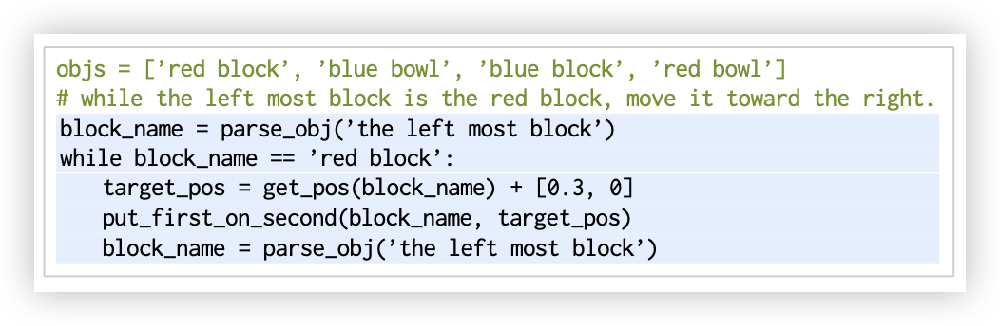 objs = [’red block’, ’blue bowl’, ’blue block’, ’red bowl’]
# while the left most block is the red block, move it toward the right.
block_name = parse_obj(’the left most block’)
while block_name == ’red block’:
    target_pos = get_pos(block_name) + [0.3, 0]
    put_first_on_second(block_name, target_pos)
    block_name = parse_obj(’the left most block’)